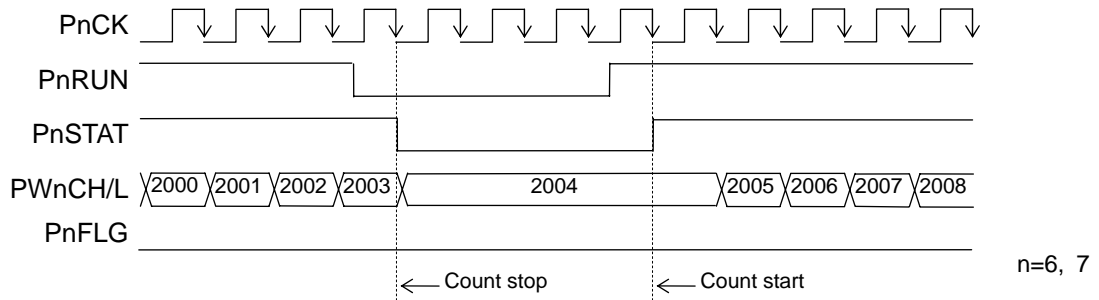 PnCK
PnRUN
PnSTAT
PWnCH/L 2000 2001 2002 2003 2004 2005 2006 2007 2008
PnFLG
n=6, 7
Count stop Count start